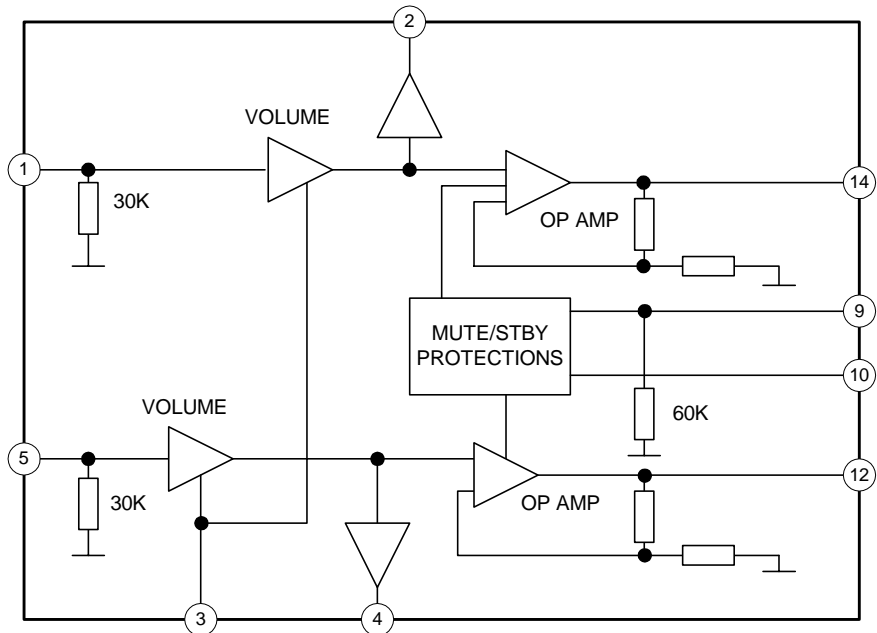 2
VOLUME
1
30K
14
OP AMP
MUTE/STBY
PROTECTIONS
9
10
VOLUME
60K
5
30K
OP AMP
12
3
4